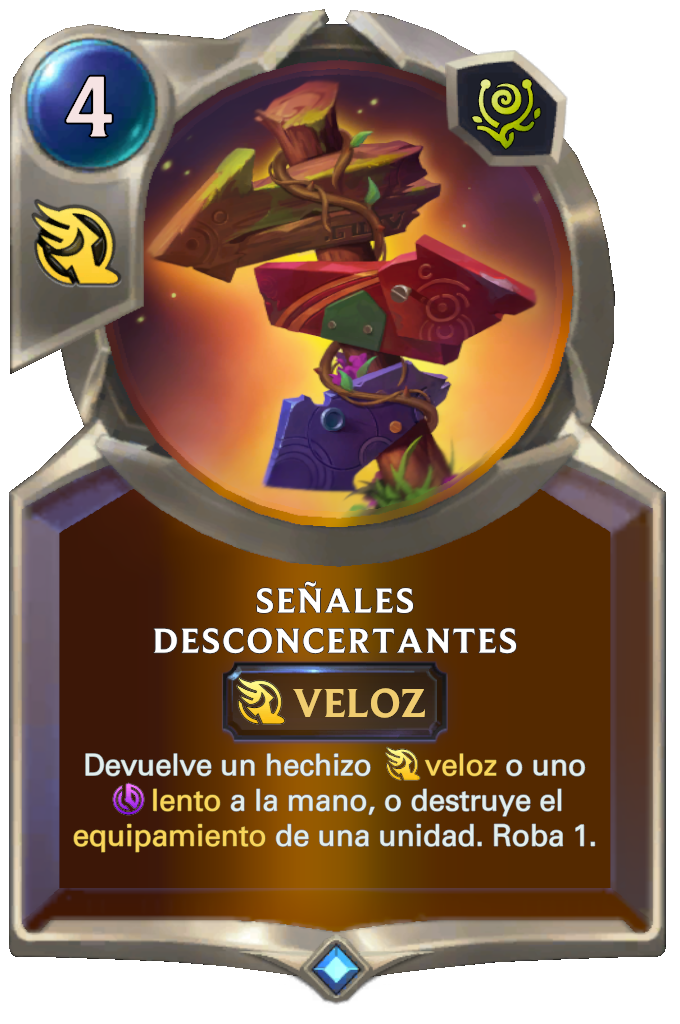 4
SEÑALES
DESCONCERTANTES
VELOZ
Devuelve un hechizo veloz o uno
lento a la mano, o destruye el
equipamiento de una unidad. Roba 1.